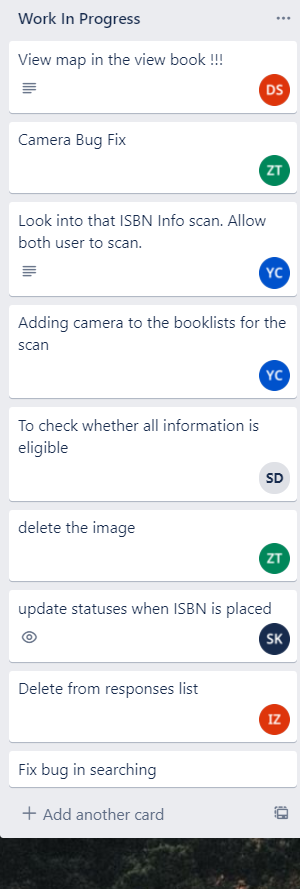 Work In Progress
View map in the view book !!!
DS
Camera Bug Fix
ZT
Look into that ISBN Info scan. Allow
both user to scan.
YC
Adding camera to the booklists for the
scan
YC
To check whether all information is
eligible
SD
delete the image
ZT
update statuses when ISBN is placed
SK
Delete from responses list
IZ
Fix bug in searching
+ Add another card